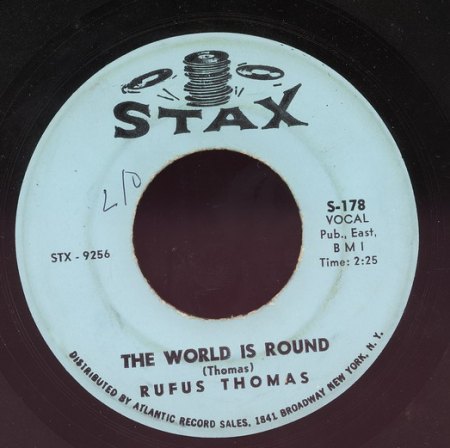 STAX
L/D
S-178
VOCAL
Pub., East,
BMI
Time: 2:25
STX - 9256
THE WORLD IS ROUND
(Thomas)
RUFUS THOMAS
DISTRIBUTED BY ATLANTIC RECORD SALES, 1841 BROADWAY NEW YORK, N. Y.